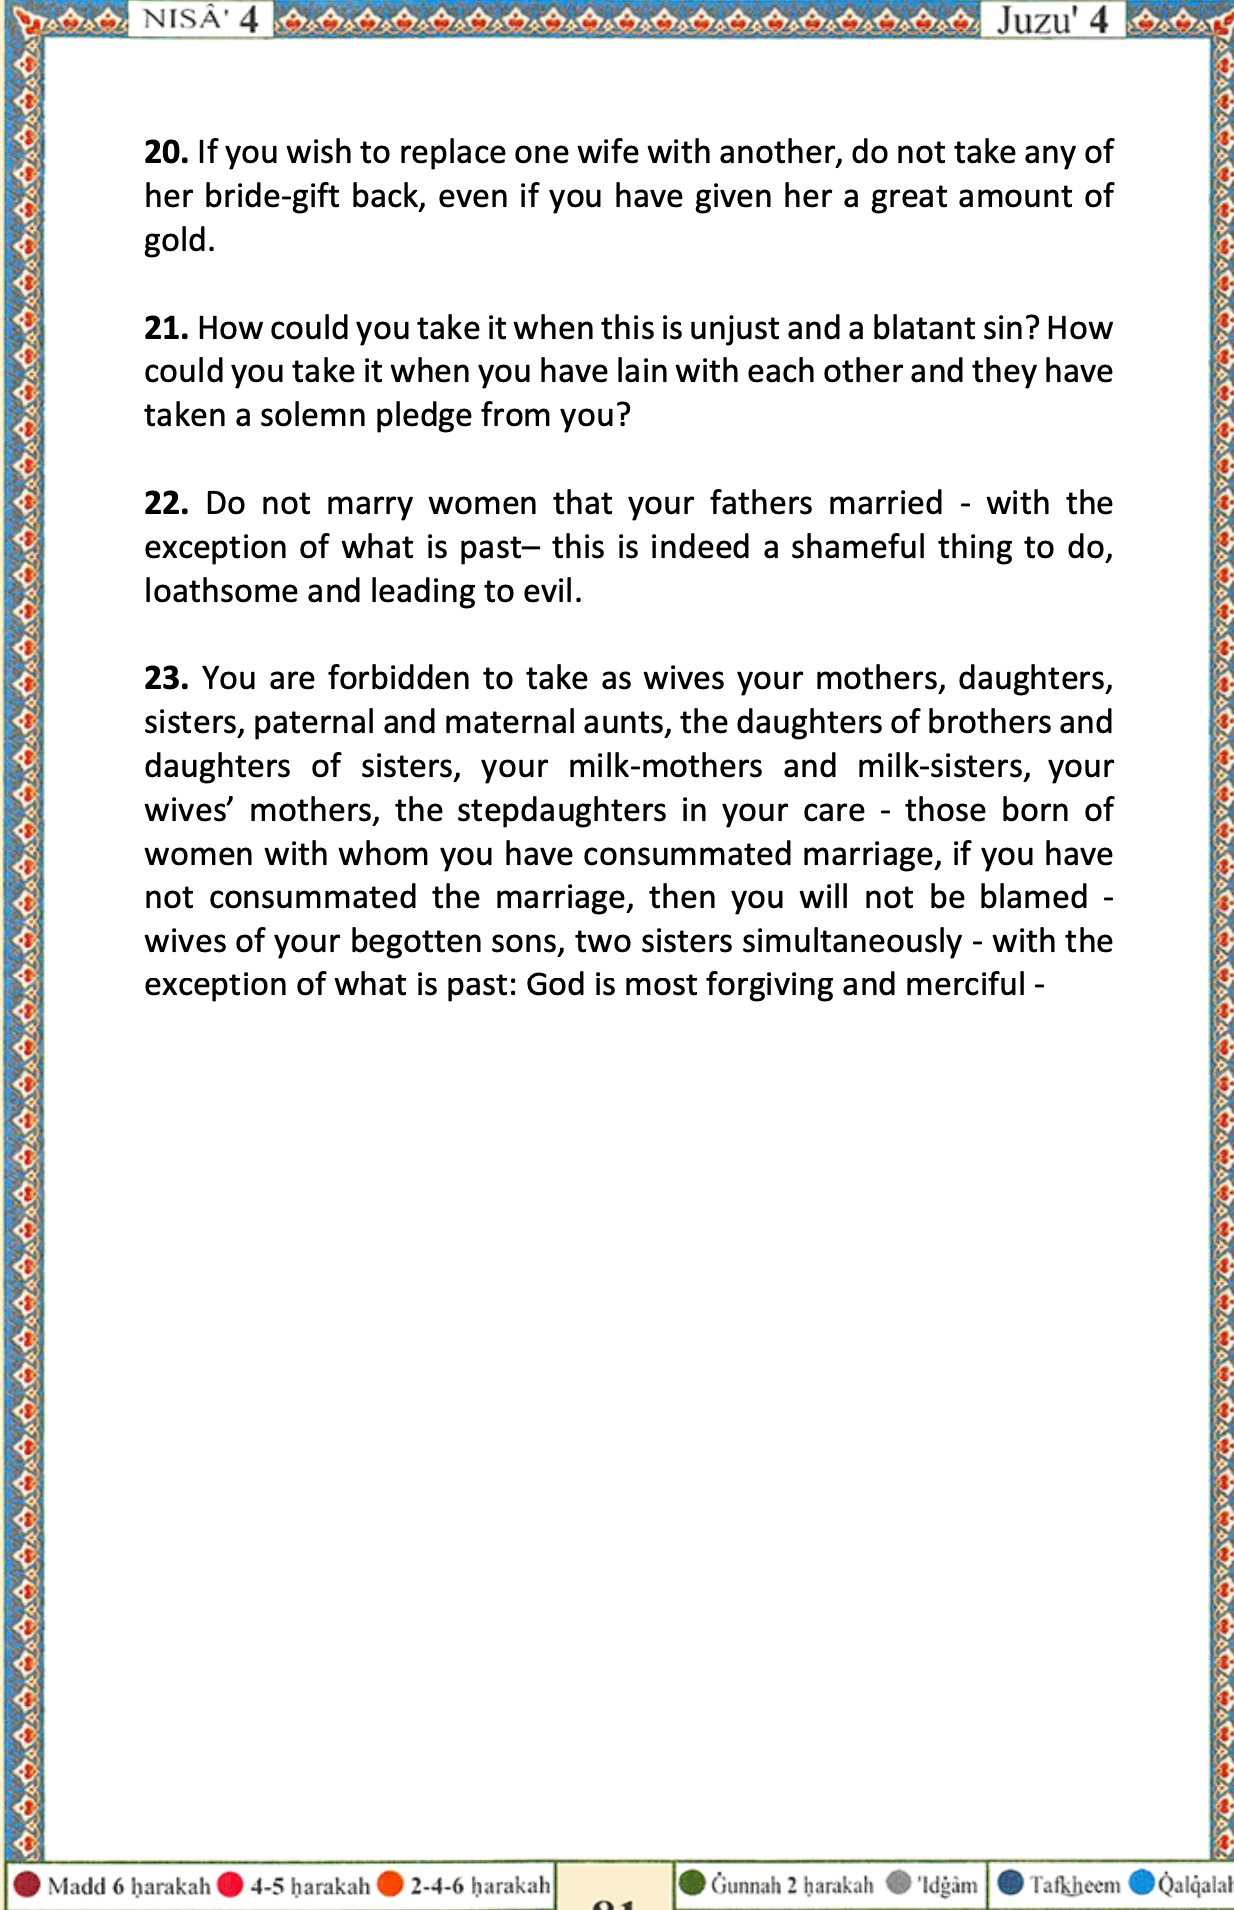 NISÂ' 4
Juzu' 4
20. If you wish to replace one wife with another, do not take any of
her bride-gift back, even if you have given her a great amount of
gold.
21. How could you take it when this is unjust and a blatant sin? How
could you take it when you have lain with each other and they have
taken a solemn pledge from you?
22. Do not marry women that your fathers married - with the
exception of what is past– this is indeed a shameful thing to do,
loathsome and leading to evil.
23. You are forbidden to take as wives your mothers, daughters,
sisters, paternal and maternal aunts, the daughters of brothers and
daughters of sisters, your milk-mothers and milk-sisters, your
wives’ mothers, the stepdaughters in your care - those born of
women with whom you have consummated marriage, if you have
not consummated the marriage, then you will not be blamed -
wives of your begotten sons, two sisters simultaneously - with the
exception of what is past: God is most forgiving and merciful -
Madd 6 ḥarakah 4-5 ḥarakah 2-4-6 ḥarakah
Ġunnah 2 ḥarakah 'Idġâm Tafkheem